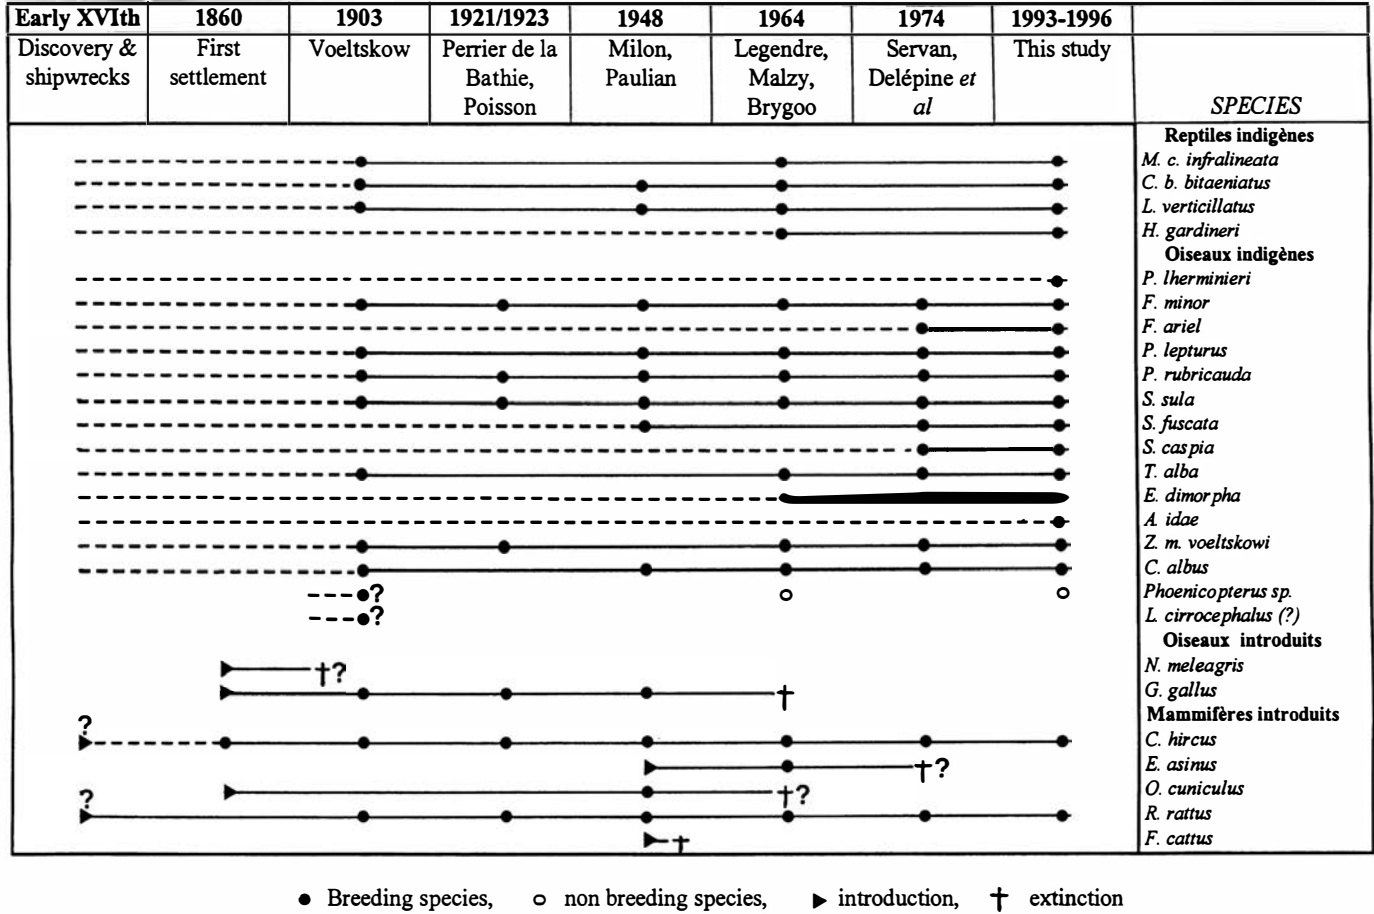 Early XVIth 1860 1903 1921/1923 1948 1964 1974 1993-1996
Discovery & First Voeltskow Perrier de la Milon, Legendre, Servan, This study
shipwrecks settlement Bathie, Paulian Malzy, Delépine et
Poisson Brygoo al SPECIES
Reptiles indigènes
M. c. infralineata
C. b. bitaeniatus
L. verticillatus
H. gardineri
Oiseaux indigènes
P. lherminieri
F. minor
F. ariel
P. lepturus
P. rubricauda
S. sula
S. fuscata
S. caspia
T. alba
E. dimorpha
A. idae
Z. m. voeltskowi
C. albus
? Phoenicopterus sp.
? L. cirrocephalus (?)
Oiseaux introduits
†? N. meleagris
† G. gallus
Mammifères introduits
? C. hircus
†? E. asinus
†? O. cuniculus
? R. rattus
† F. cattus
● Breeding species, ○ non breeding species, ▶ introduction, † extinction